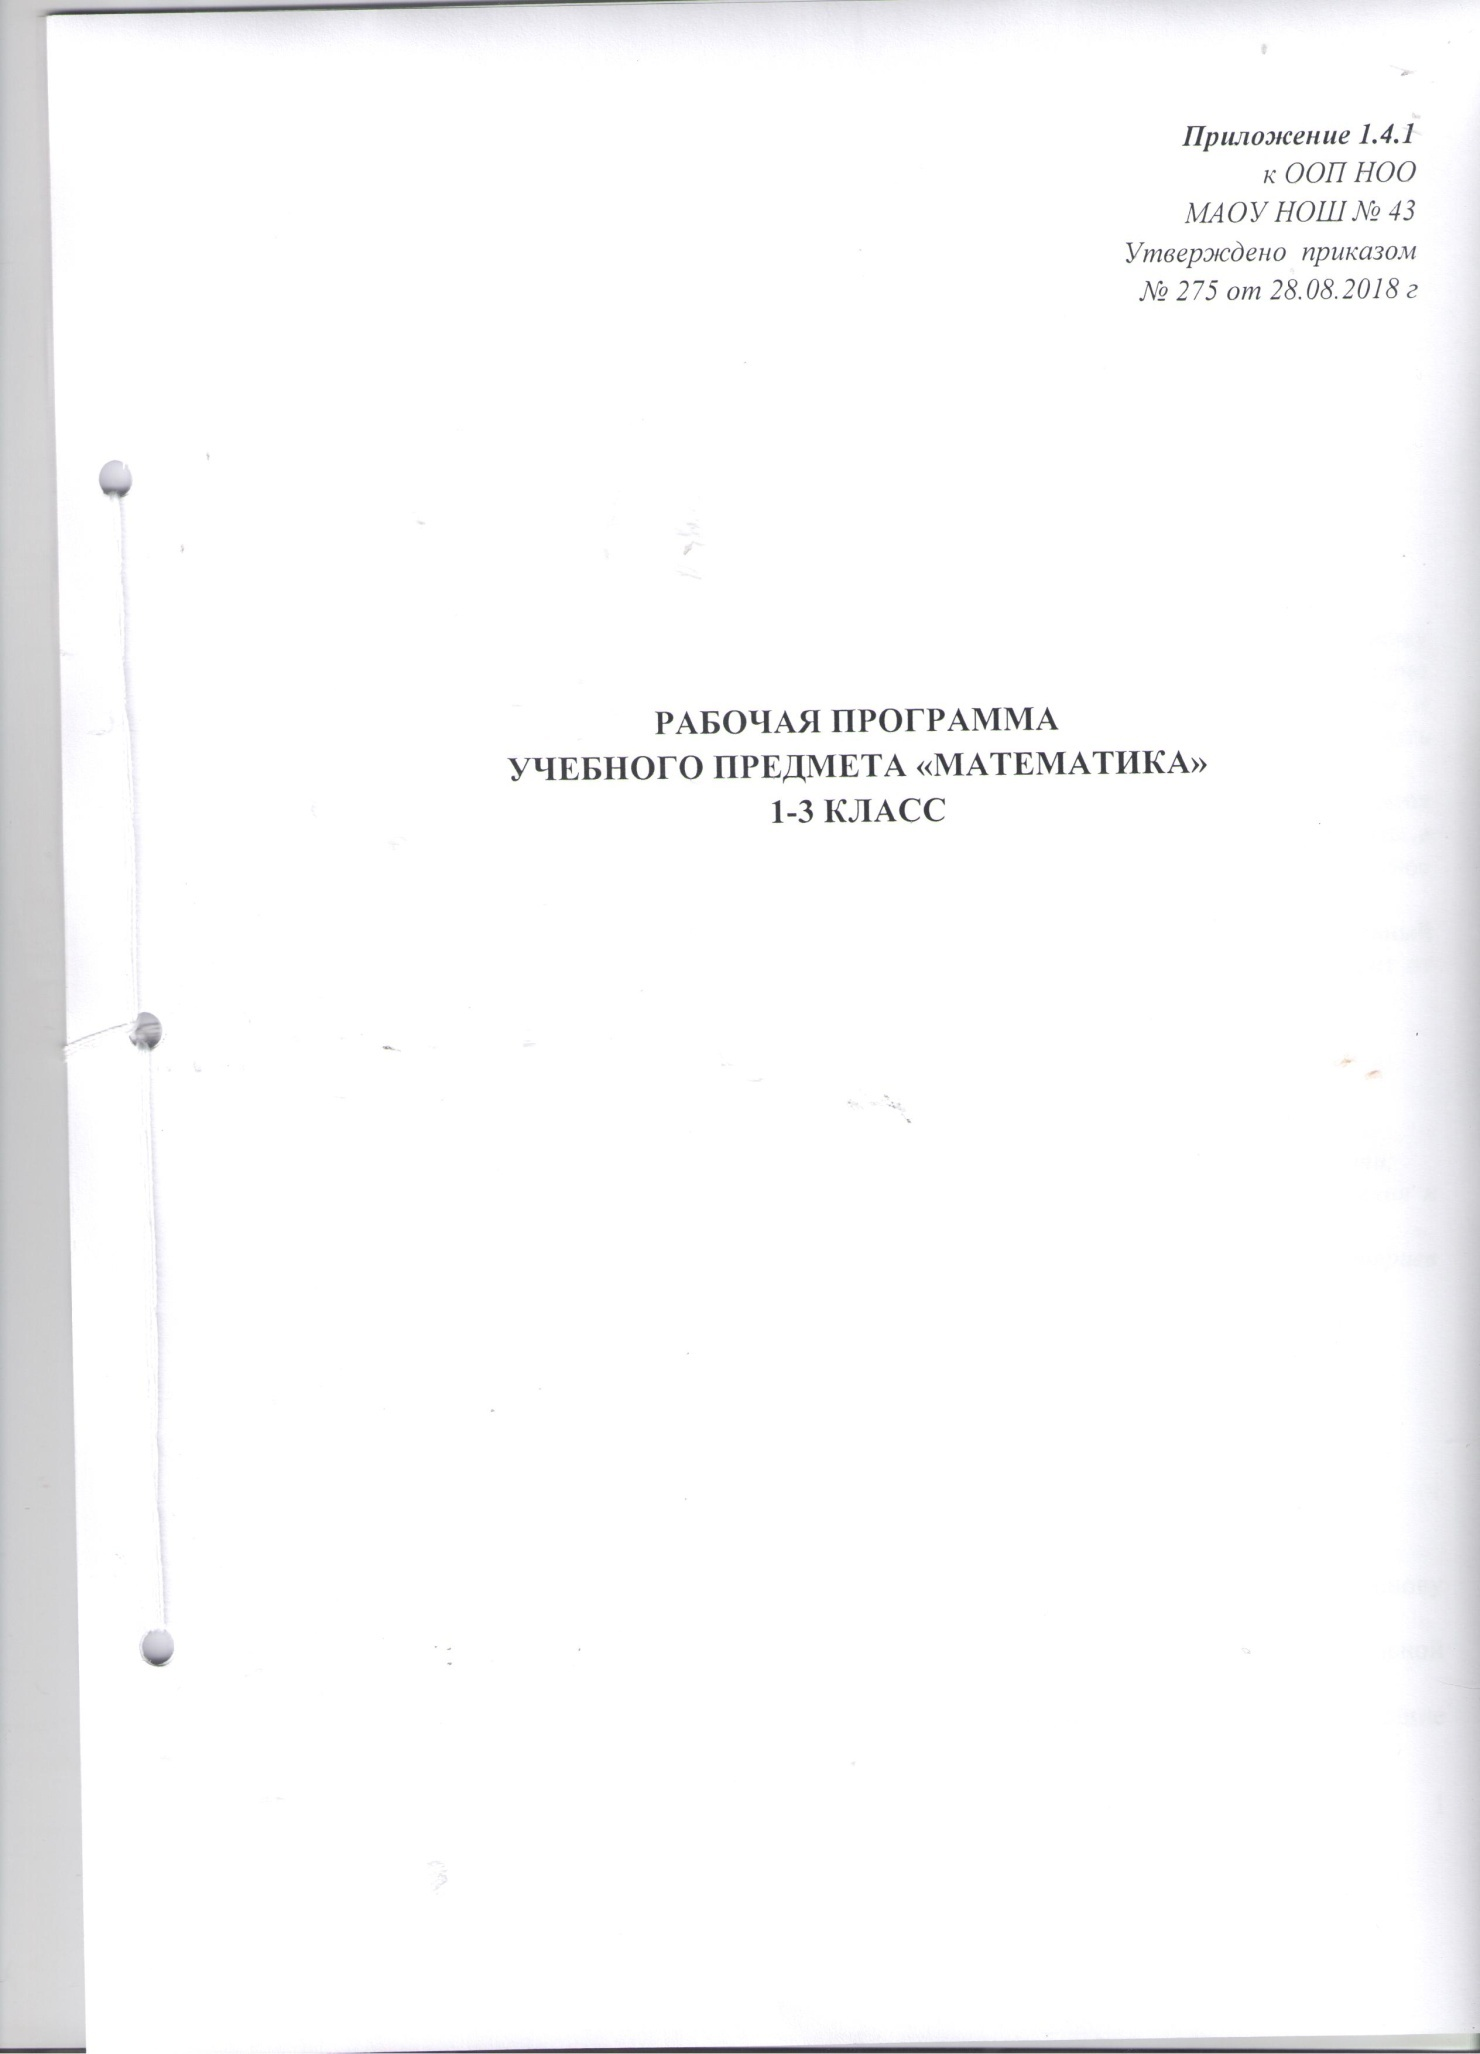 Приложение 1.4.1
к ООП НОО
МАОУ НОШ № 43
Утверждено приказом
№ 275 от 28.08.2018 г
РАБОЧАЯ ПРОГРАММА
УЧЕБНОГО ПРЕДМЕТА «МАТЕМАТИКА»
1-3 КЛАСС